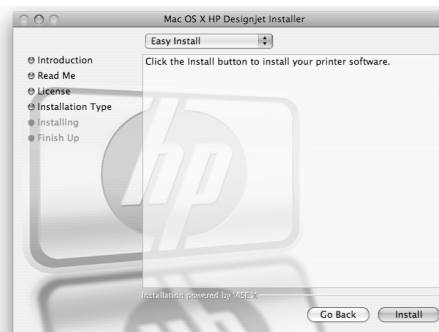 Mac OS X HP Designjet Installer
Easy Install
Introduction
Read Me
License
Installation Type
Installing
Finish Up
Click the Install button to install your printer software.
hp
Installation powered by VISE X
Go Back
Install